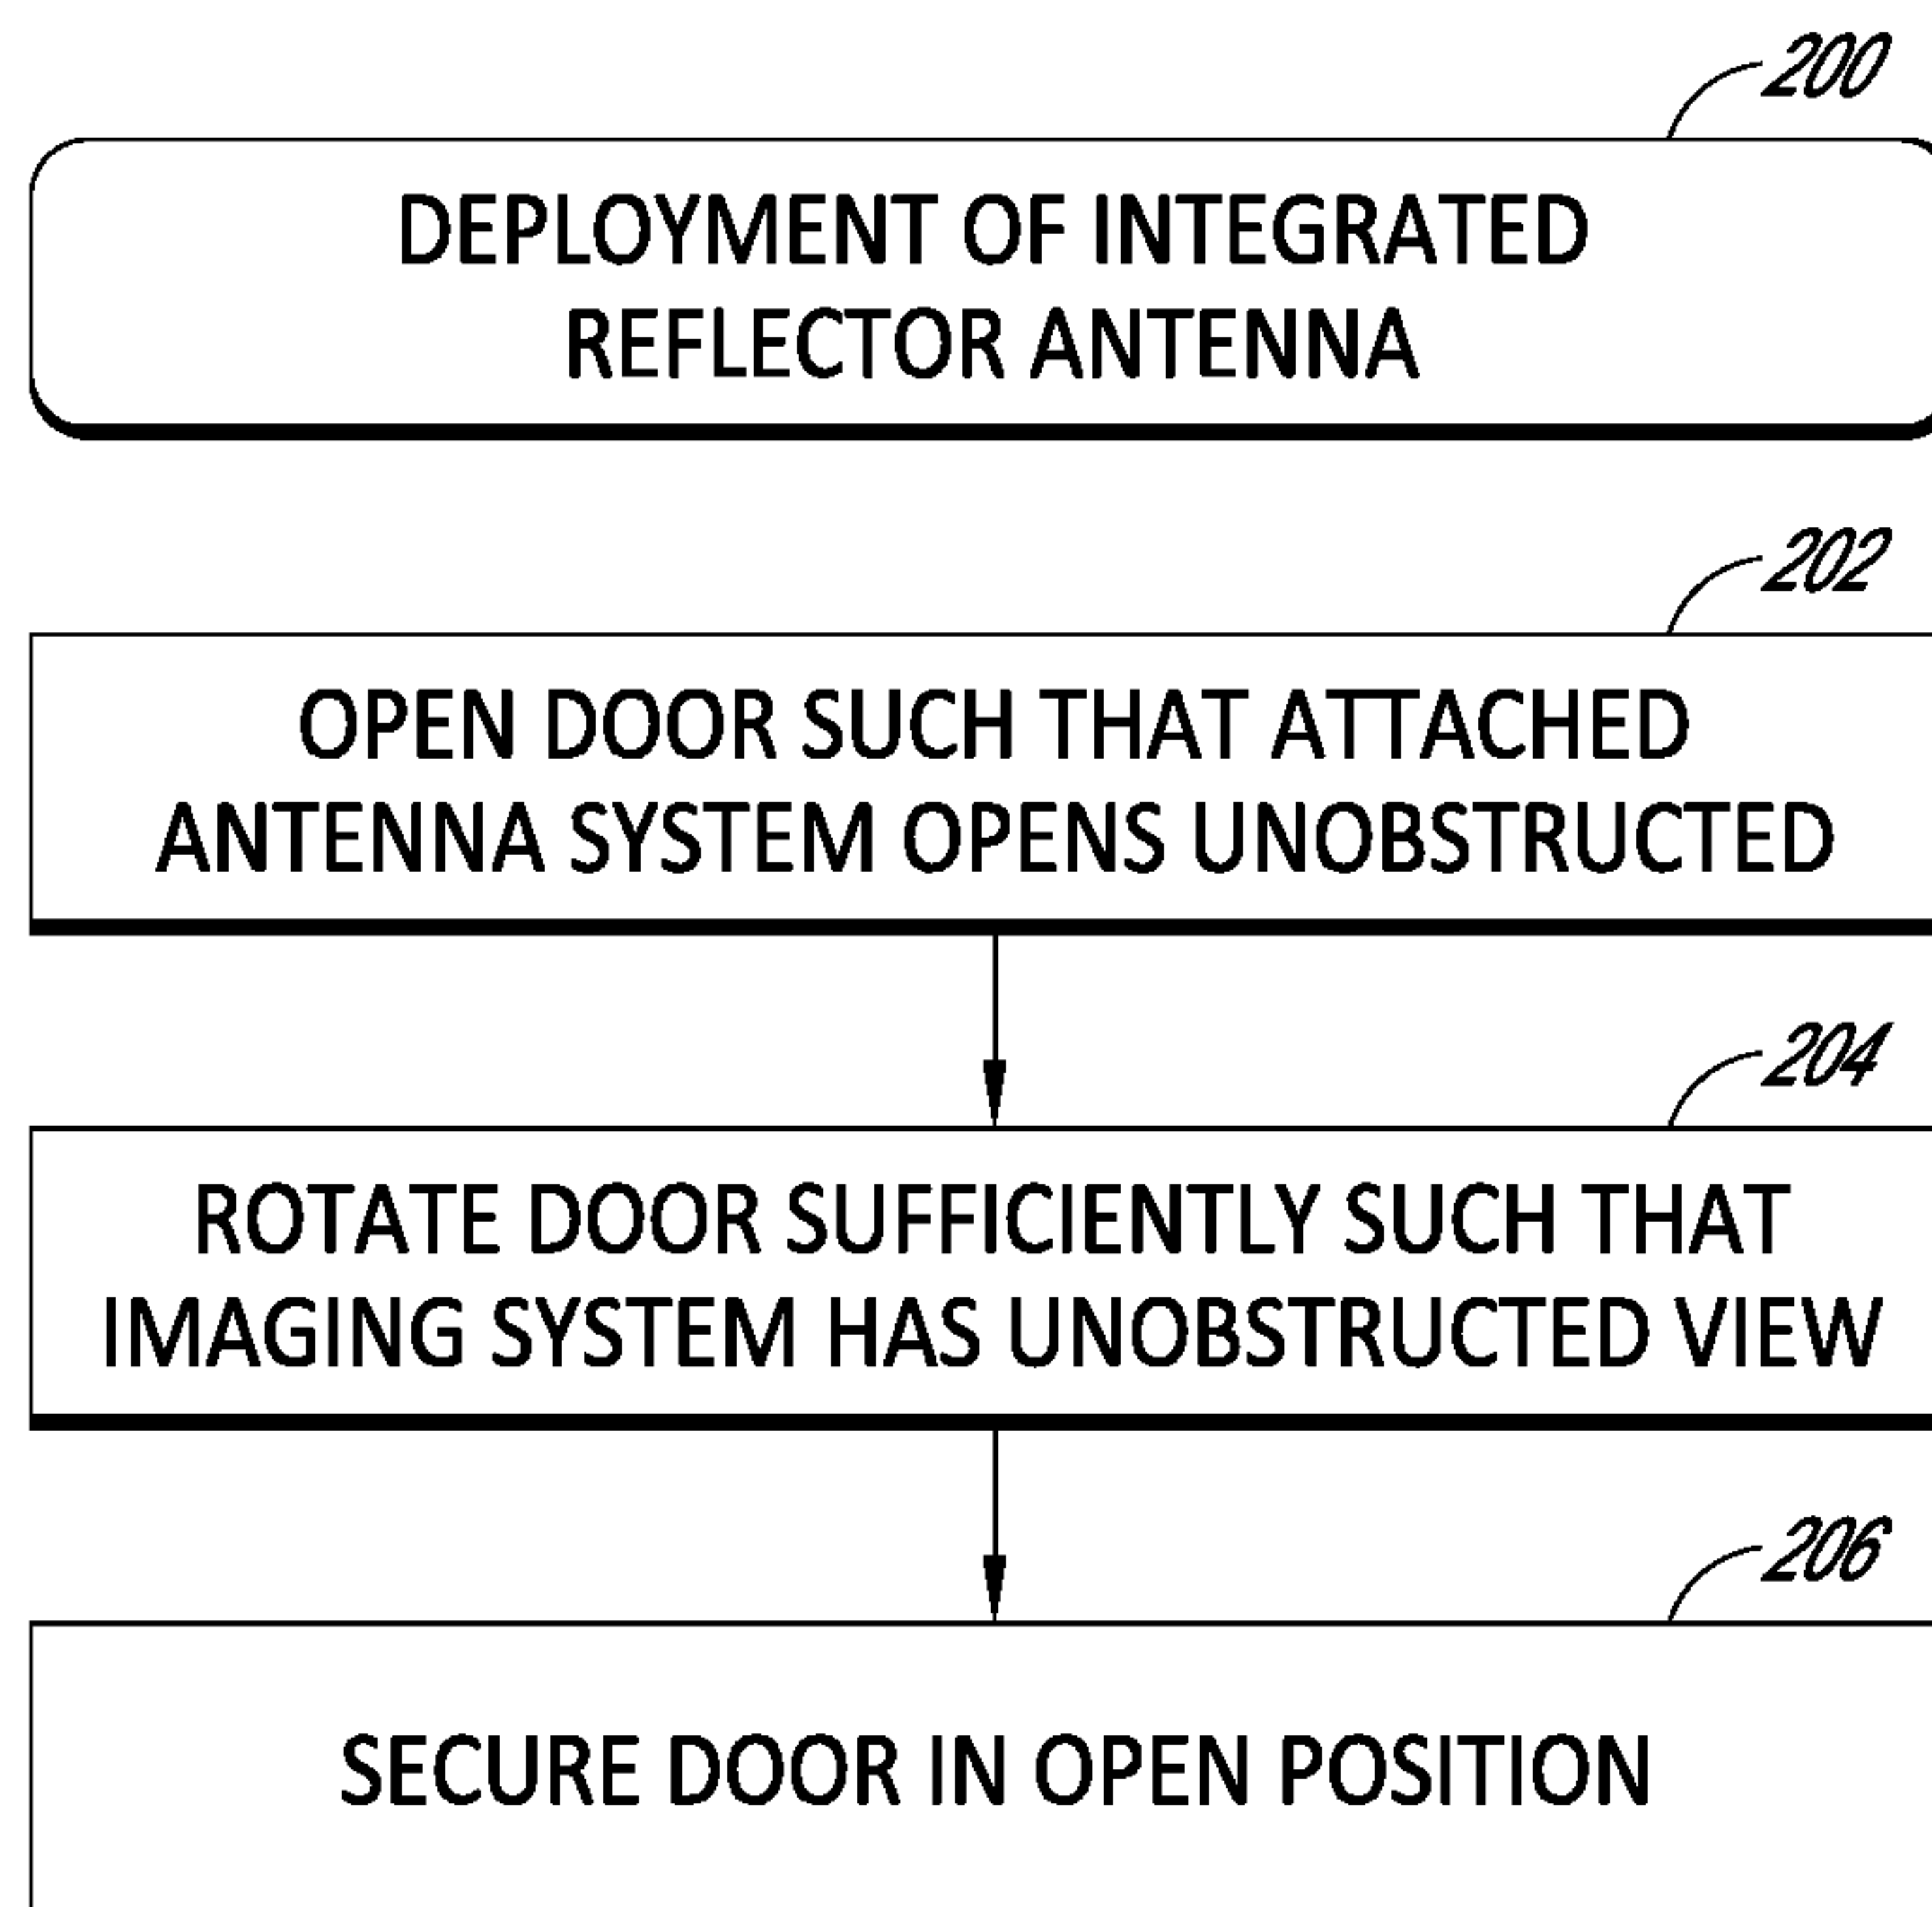 200
DEPLOYMENT OF INTEGRATED
REFLECTOR ANTENNA
202
OPEN DOOR SUCH THAT ATTACHED
ANTENNA SYSTEM OPENS UNOBSTRUCTED
204
ROTATE DOOR SUFFICIENTLY SUCH THAT
IMAGING SYSTEM HAS UNOBSTRUCTED VIEW
206
SECURE DOOR IN OPEN POSITION